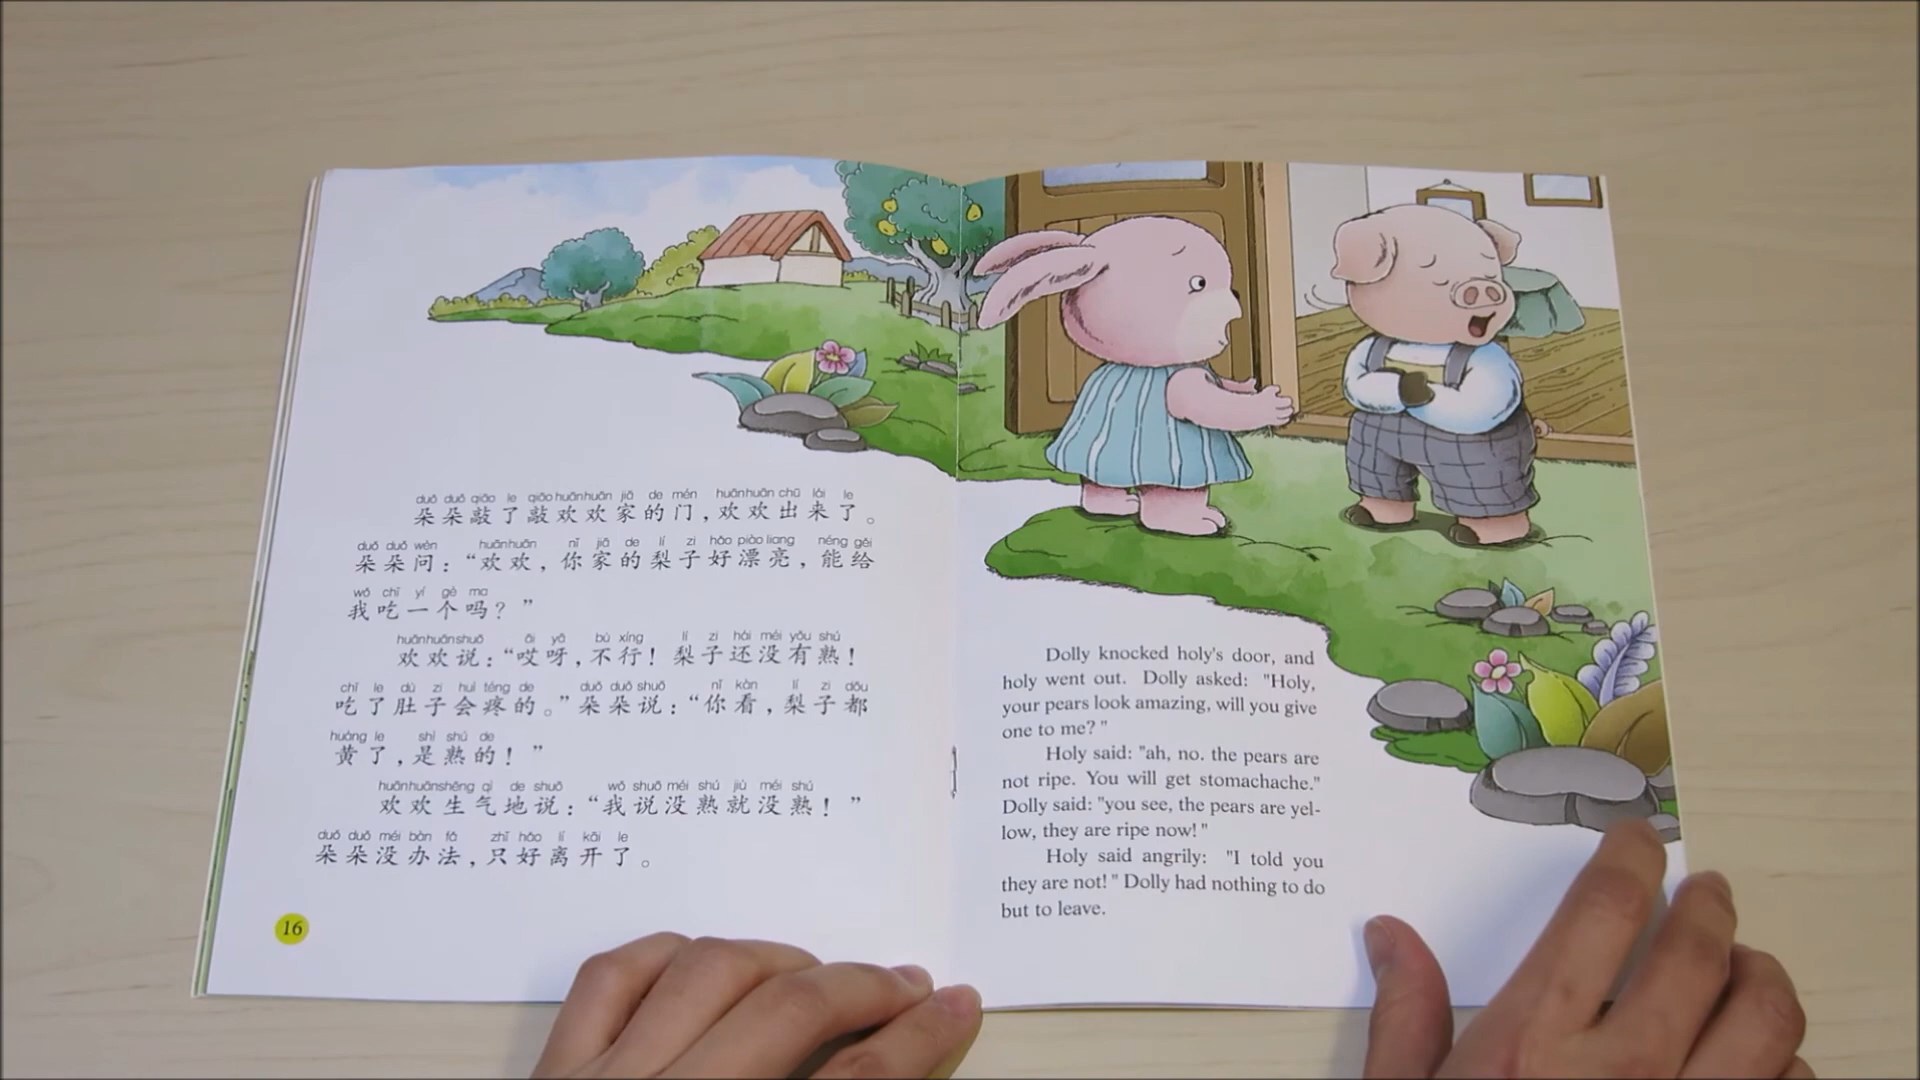 duǒ duǒ qiāo le qiāo huānhuān jiā de mén huānhuān chū lái le
朵朵敲了敲欢欢家的门，欢欢出来了。
duǒ duǒ wèn huānhuān nǐ jiā de lí zi hǎo piào liang néng gěi
朵朵问：“欢欢，你家的梨子好漂亮，能给
wǒ chī yí gè ma
我吃一个吗？”
huānhuānshuō āi yā bù xíng lí zi hái méi yǒu shú
欢欢说：“哎呀，不行！梨子还没有熟！
chī le dù zi huì téng de duǒ duǒ shuō nǐ kàn lí zi dōu
吃了肚子会疼的。”朵朵说：“你看，梨子都
huáng le shì shú de
黄了，是熟的！”
huānhuānshēng qì de shuō wǒ shuō méi shú jiù méi shú
欢欢生气地说：“我说没熟就没熟！”
duǒ duǒ méi bàn fǎ zhǐ hǎo lí kāi le
朵朵没办法，只好离开了。
16
Dolly knocked holy's door, and
holy went out. Dolly asked: "Holy,
your pears look amazing, will you give
one to me? "
Holy said: "ah, no. the pears are
not ripe. You will get stomachache."
Dolly said: "you see, the pears are yel-
low, they are ripe now! "
Holy said angrily: "I told you
they are not! " Dolly had nothing to do
but to leave.